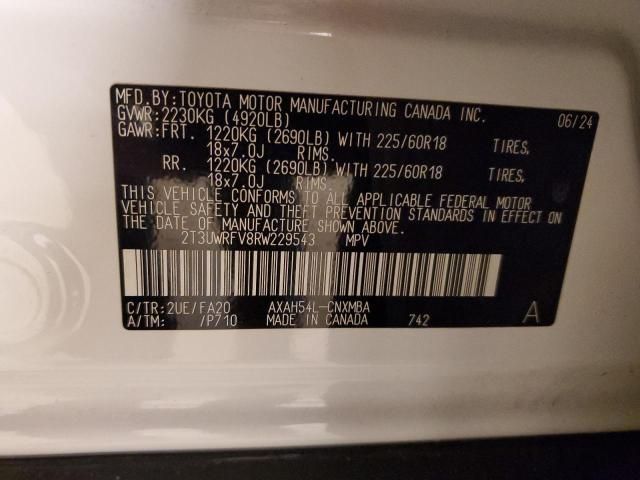 MFD.BY:TOYOTA MOTOR MANUFACTURING CANADA INC. 06/24
GVWR:2230KG (4920LB)
GAWR:FRT. 1220KG (2690LB) WITH 225/60R18 TIRES,
18x7.0J RIMS.
RR. 1220KG (2690LB) WITH 225/60R18 TIRES,
18x7.0J RIMS.
THIS VEHICLE CONFORMS TO ALL APPLICABLE FEDERAL MOTOR
VEHICLE SAFETY AND THEFT PREVENTION STANDARDS IN EFFECT ON
THE DATE OF MANUFACTURE SHOWN ABOVE.
2T3UWRFV8RW229543 MPV
C/TR:2UE/FA20 AXAH54L-CNXMBA
A/TM: /P710 MADE IN CANADA 742 A